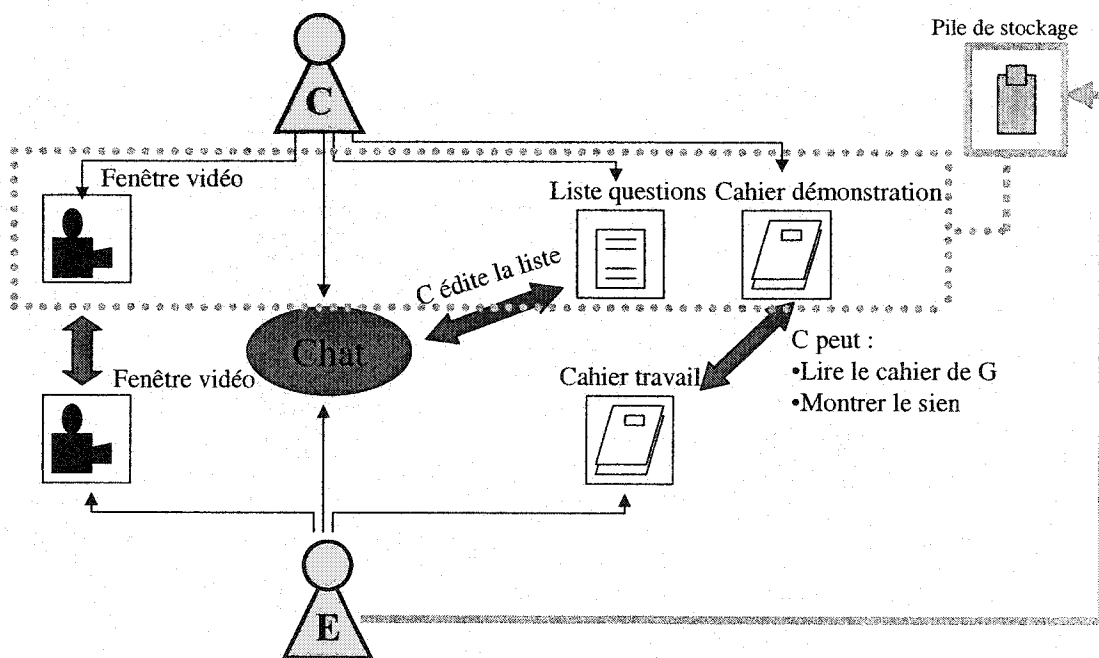 Pile de stockage
C
Fenêtre vidéo
Liste questions
Cahier démonstration
C édite la liste
Chat
Fenêtre vidéo
Cahier travail
C peut :
•Lire le cahier de G
•Montrer le sien
E